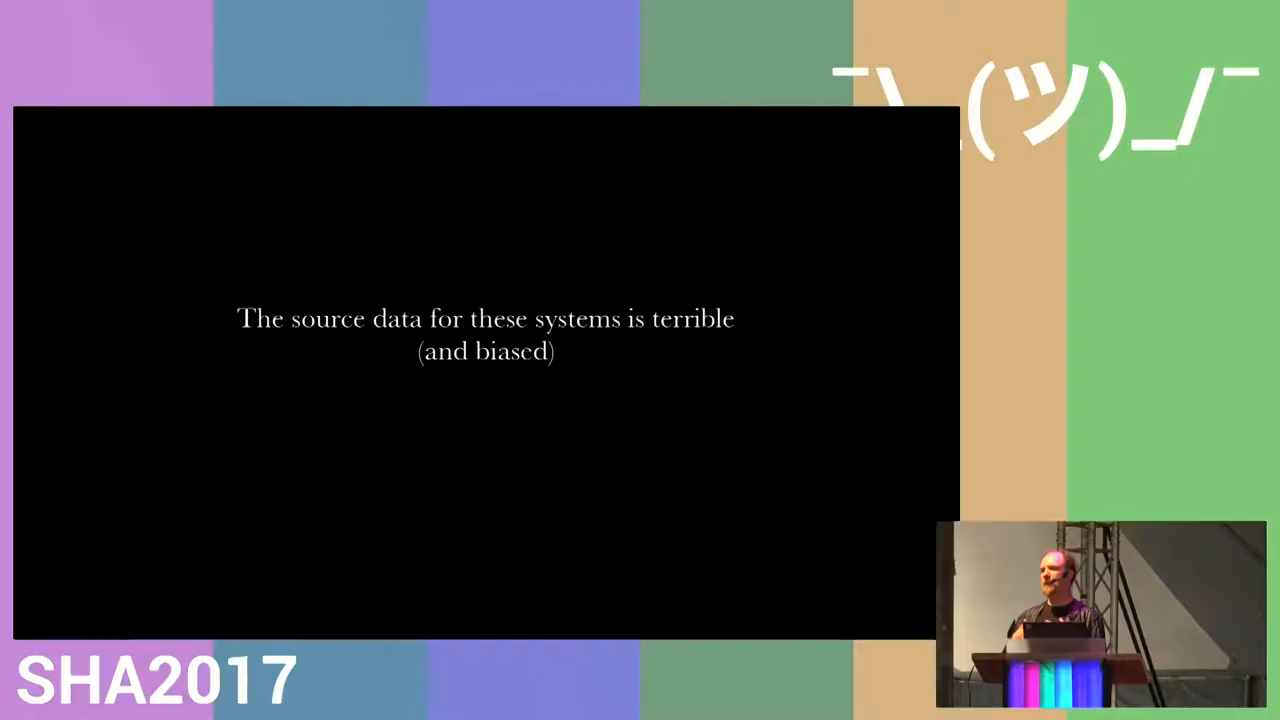 ¯\_(ツ)_/¯
The source data for these systems is terrible
(and biased)
SHA2017